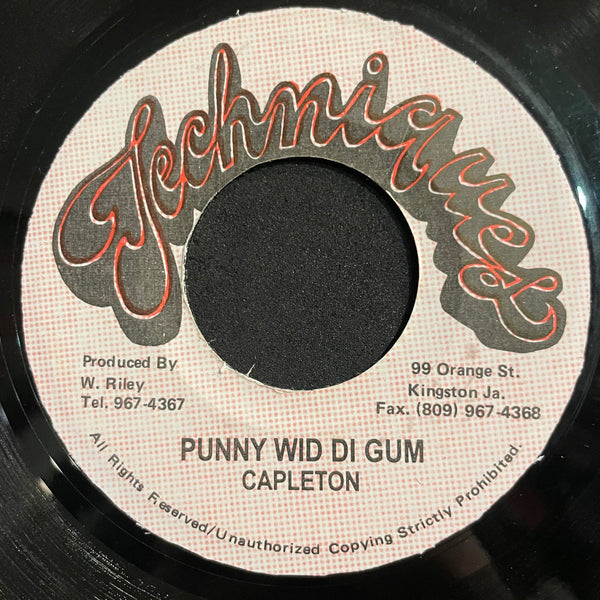 Techniques
Produced By
W. Riley
Tel. 967-4367
99 Orange St.
Kingston Ja.
Fax. (809) 967-4368
PUNNY WID DI GUM
CAPLETON
All Rights Reserved/Unauthorized Copying Strictly Prohibited.